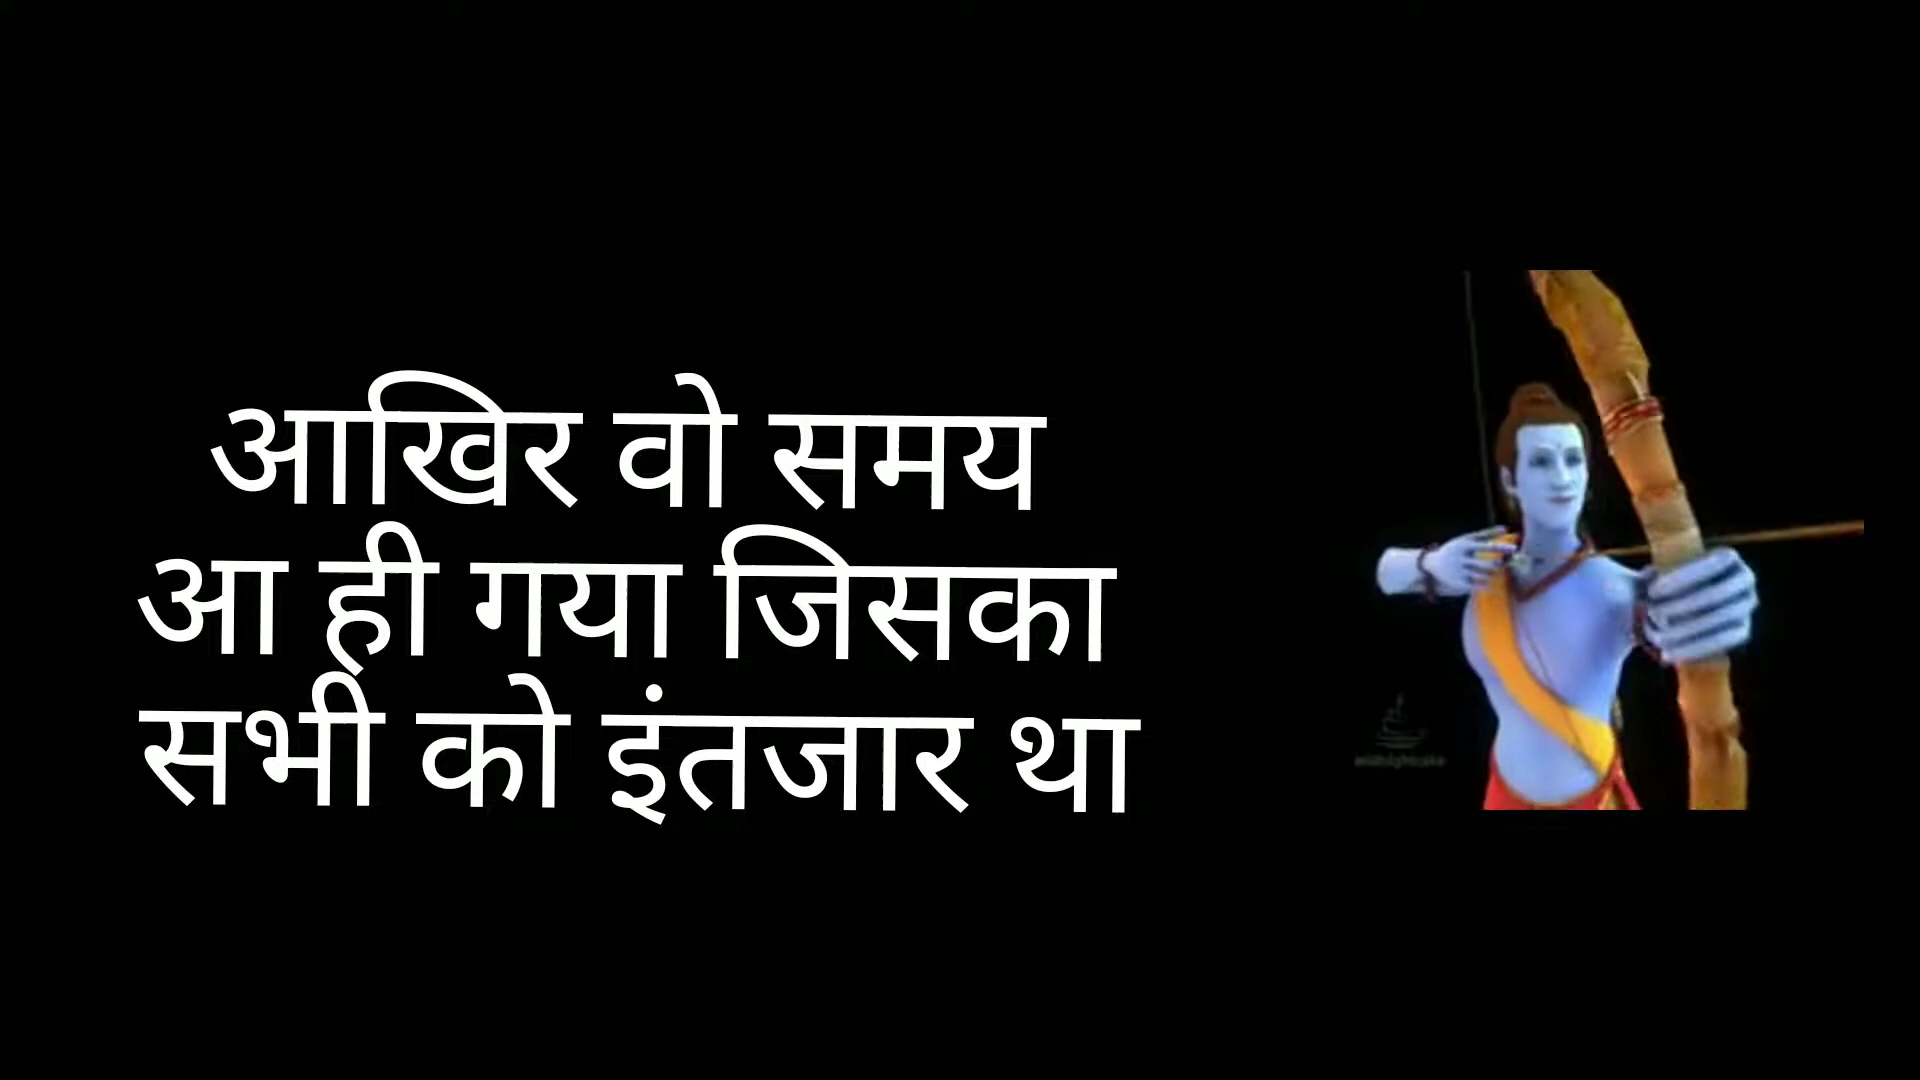 आखिर वो समय
आ ही गया जिसका
सभी को इंतजार था